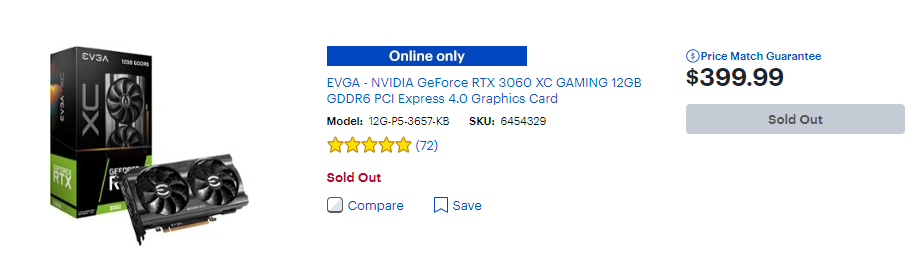 EVGA
12GB GDDR6
EVGA XC
XC
GEFORCE
RTX
GEFORCE
3060
Online only
EVGA - NVIDIA GeForce RTX 3060 XC GAMING 12GB
GDDR6 PCI Express 4.0 Graphics Card
Model: 12G-P5-3657-KB SKU: 6454329
(72)
Sold Out
Compare Save
Price Match Guarantee
$399.99
Sold Out